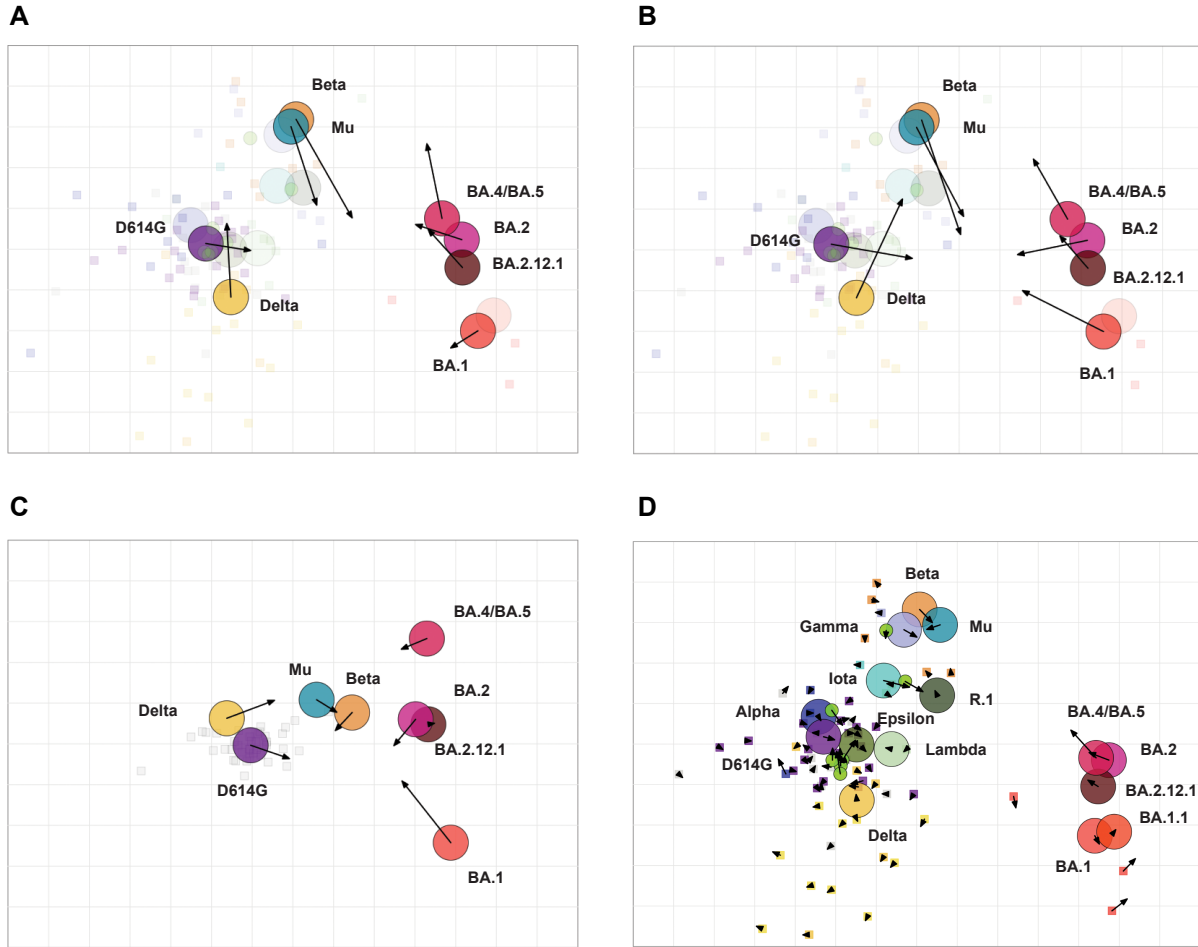 A
Beta
Mu
BA.4/BA.5
BA.2
D614G
BA.2.12.1
Delta
BA.1
B
Beta
Mu
BA.4/BA.5
BA.2
D614G
BA.2.12.1
Delta
BA.1
C
BA.4/BA.5
Mu
Beta
BA.2
Delta
BA.2.12.1
D614G
BA.1
D
Beta
Gamma
Mu
Iota
R.1
Alpha
Epsilon
BA.4/BA.5
Lambda
BA.2
D614G
BA.2.12.1
BA.1.1
Delta
BA.1